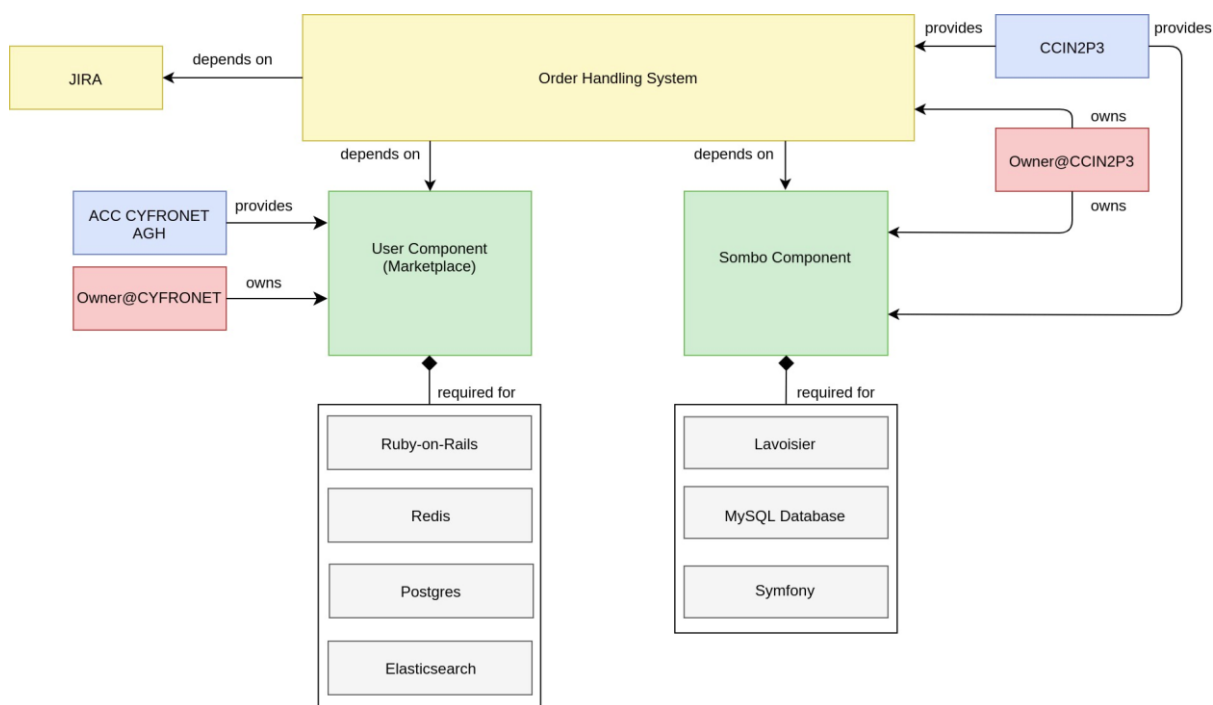 provides
provides
CCIN2P3
depends on
JIRA
Order Handling System
owns
Owner@CCIN2P3
owns
depends on
depends on
ACC CYFRONET
AGH
provides
User Component
(Marketplace)
Sombo Component
Owner@CYFRONET
owns
required for
required for
Ruby-on-Rails
Redis
Postgres
Elasticsearch
Lavoisier
MySQL Database
Symfony